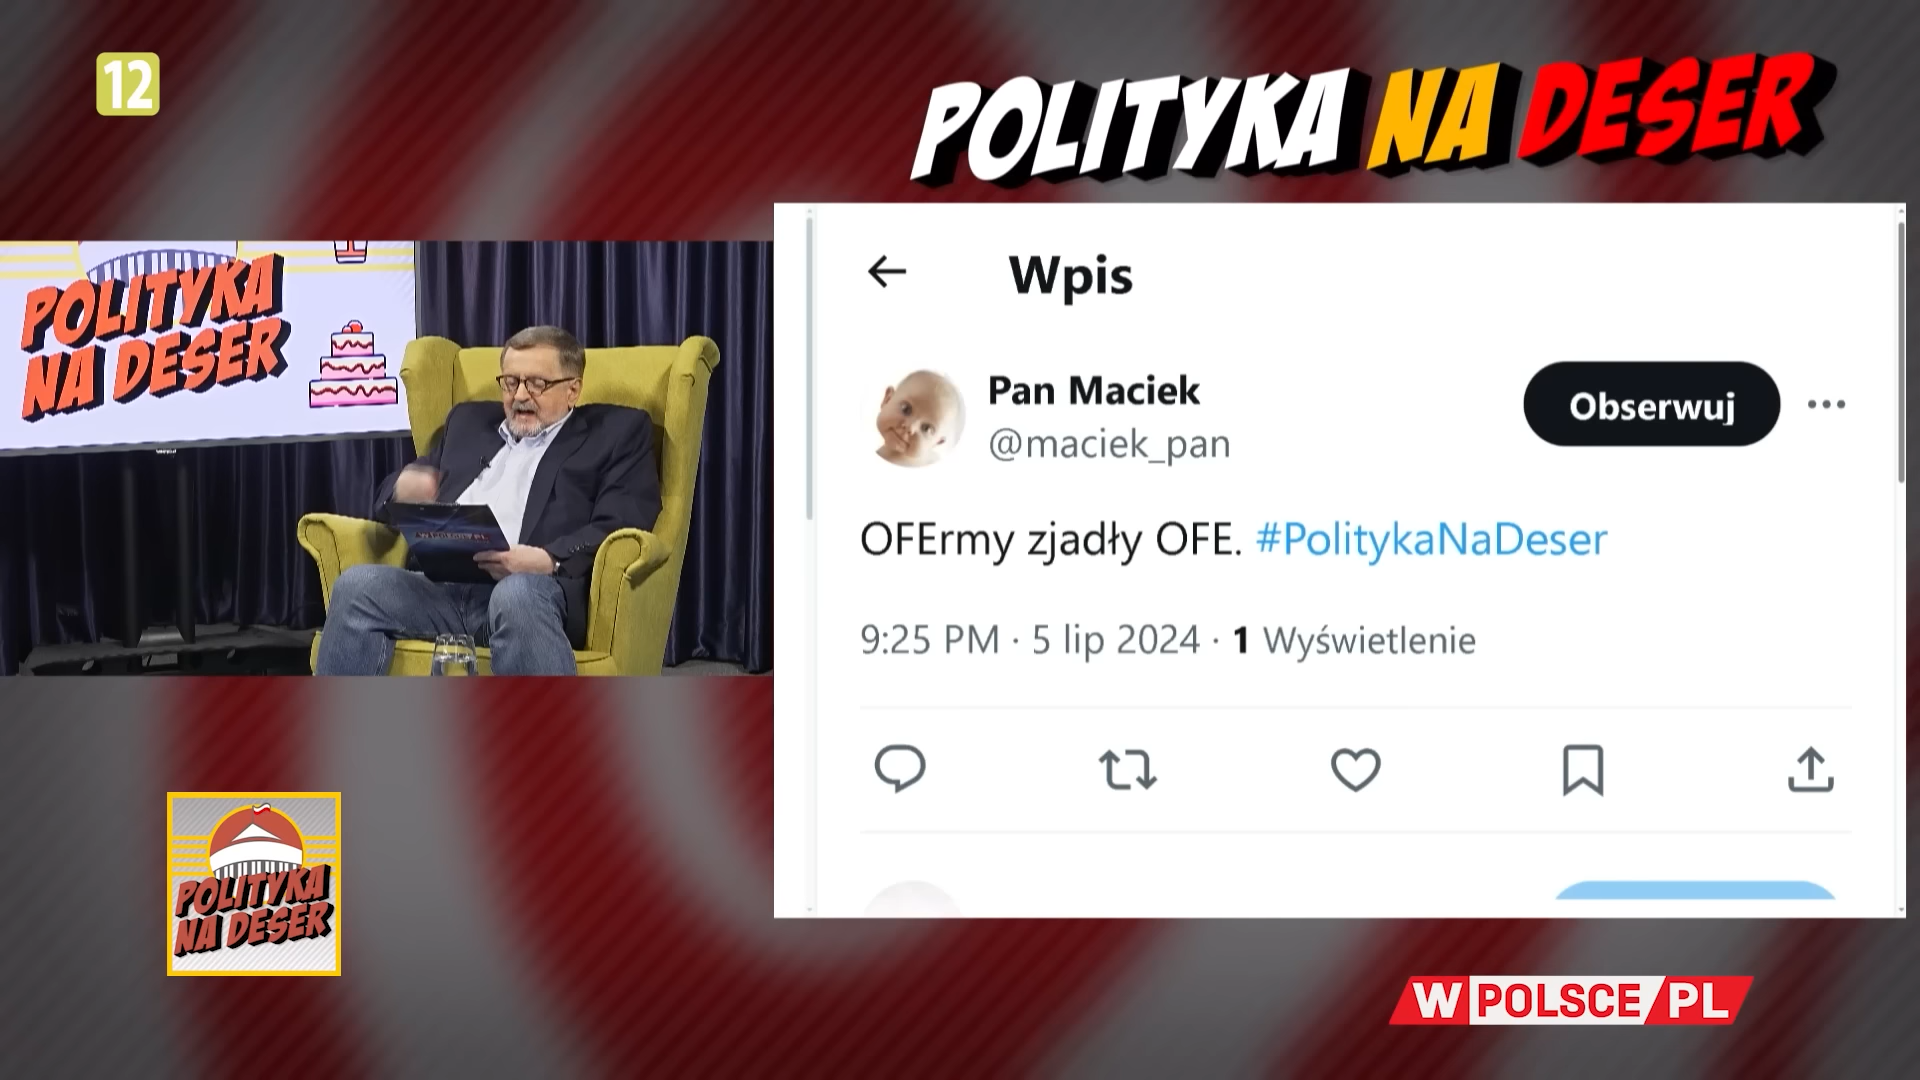 12
POLITYKA NA DESER
POLITYKA
NA DESER
Wpis
Pan Maciek
@maciek_pan
Obserwuj
OFErmy zjadły OFE. #PolitykaNaDeser
9:25 PM · 5 lip 2024 · 1 Wyświetlenie
POLITYKA
NA DESER
W POLSCE/PL